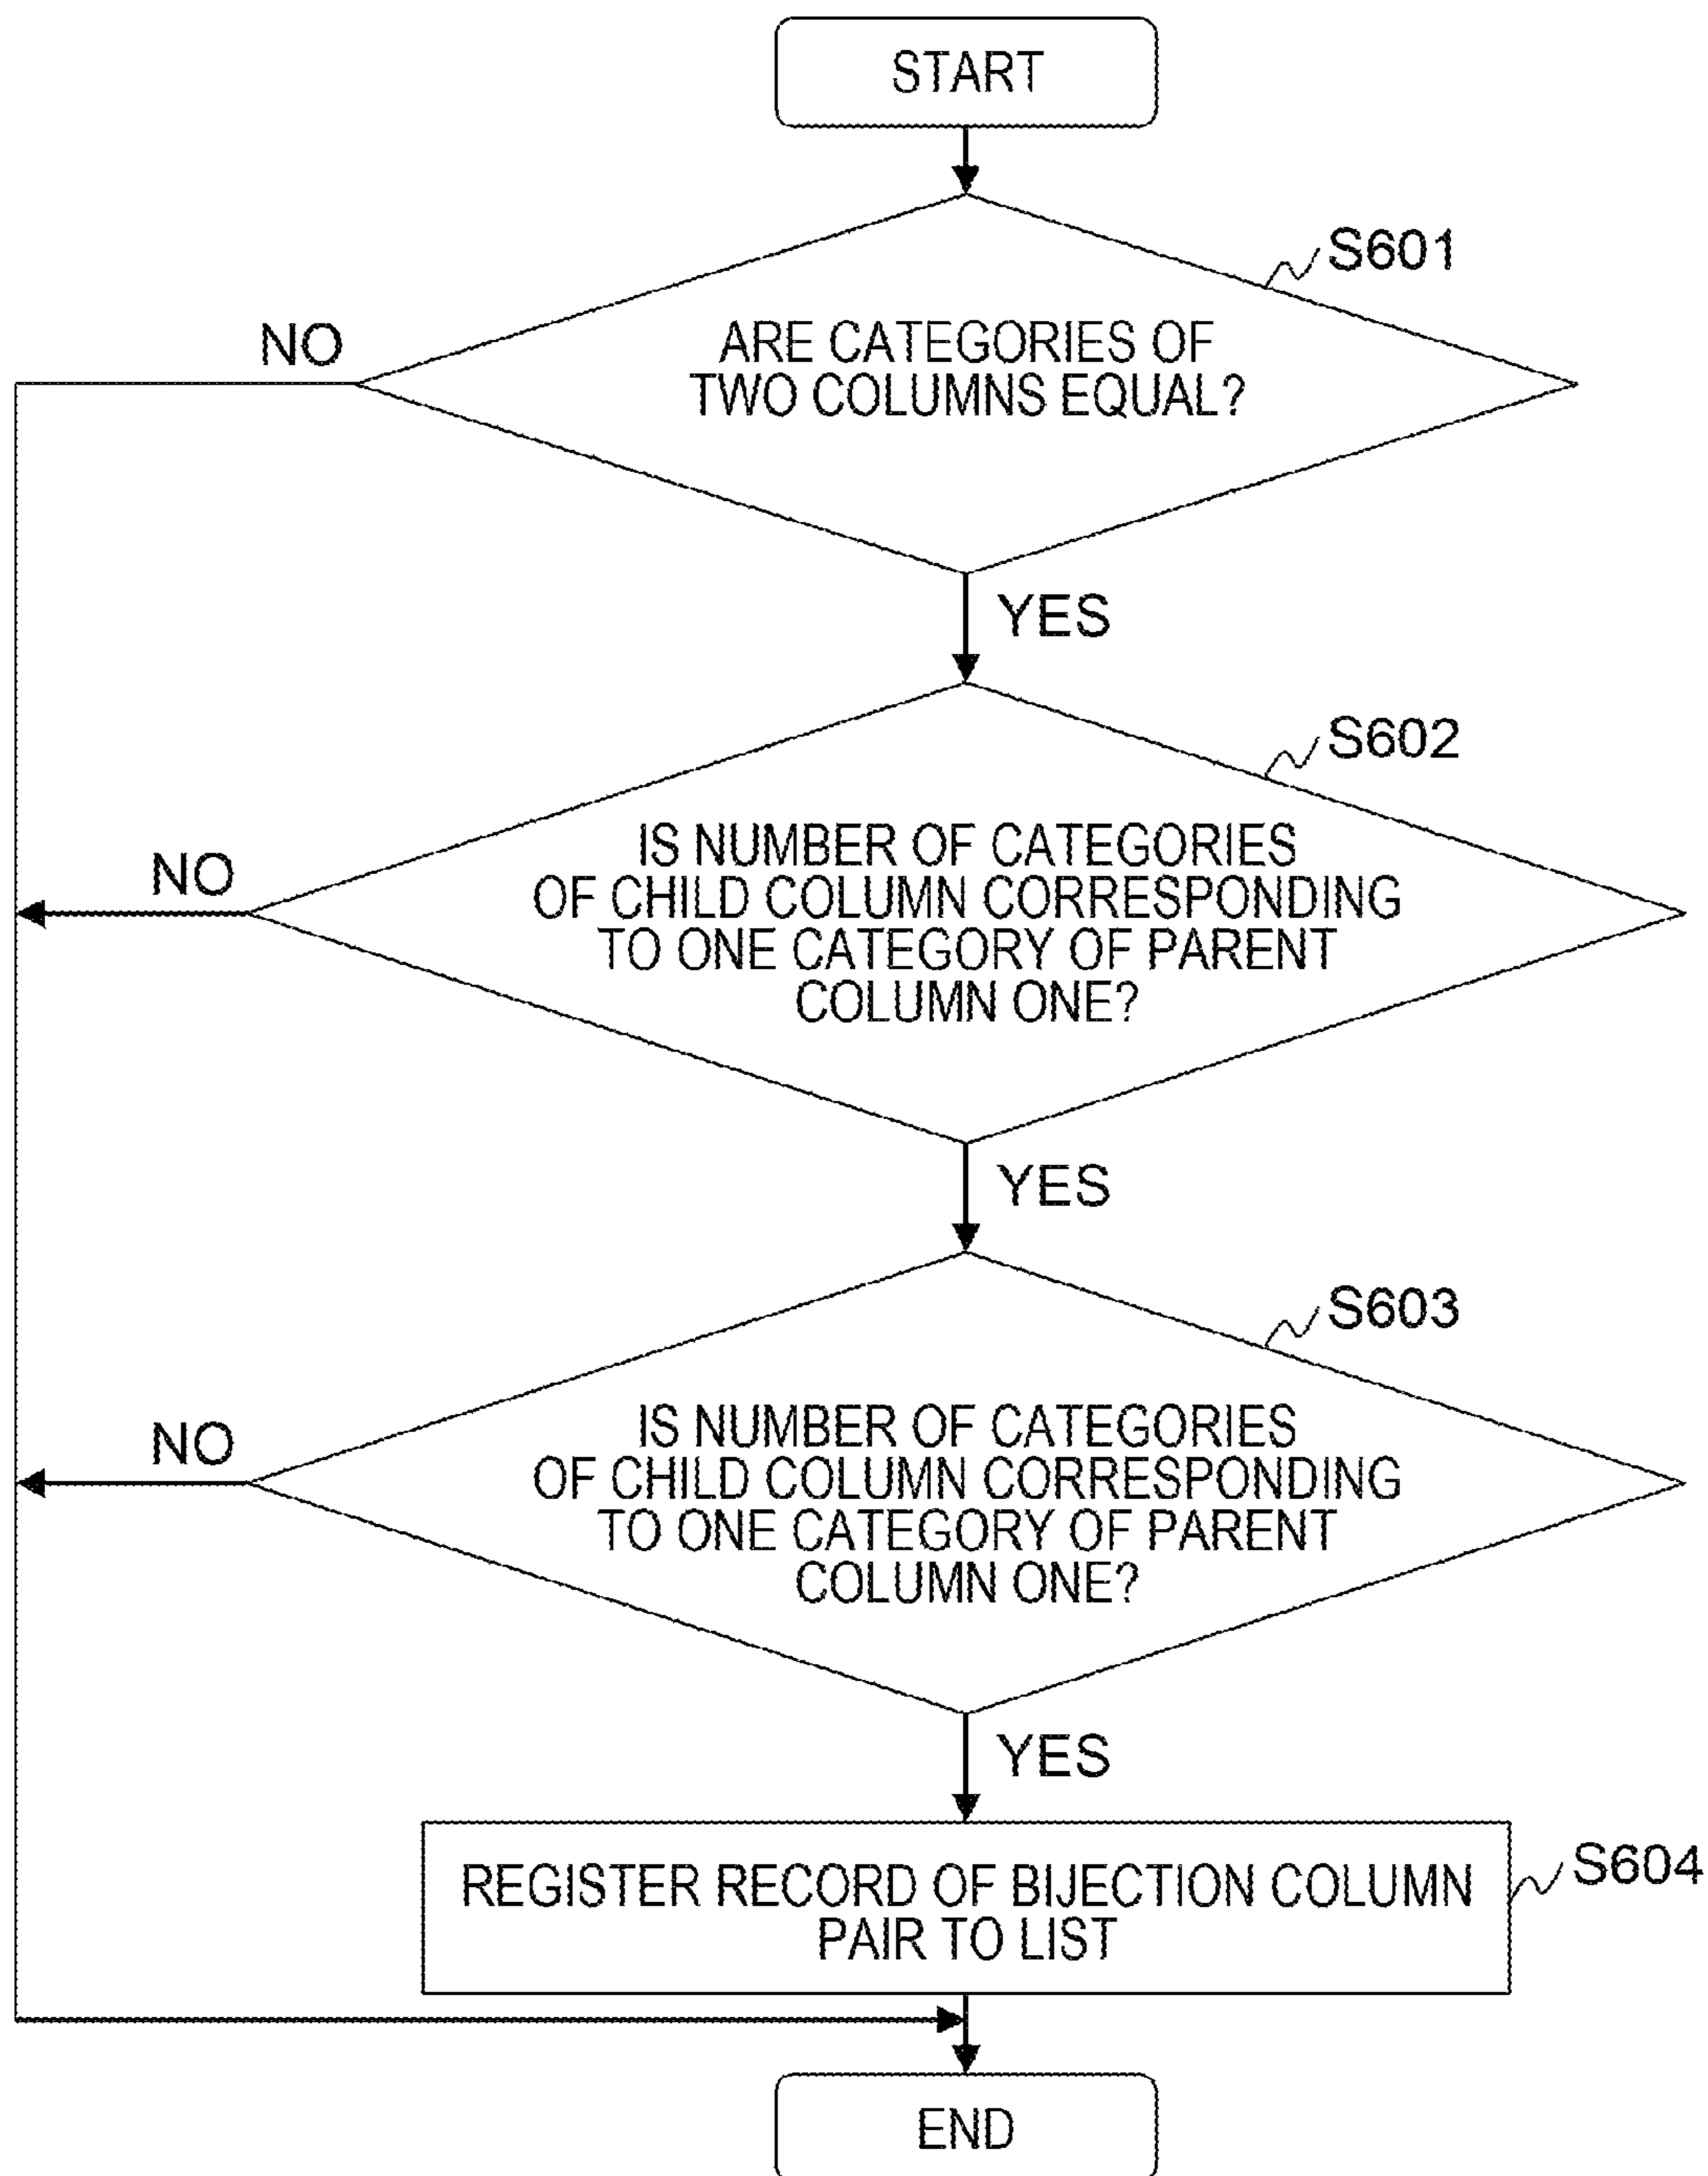 START
S601
NO
ARE CATEGORIES OF
TWO COLUMNS EQUAL?
YES
S602
NO
IS NUMBER OF CATEGORIES
OF CHILD COLUMN CORRESPONDING
TO ONE CATEGORY OF PARENT
COLUMN ONE?
YES
S603
NO
IS NUMBER OF CATEGORIES
OF CHILD COLUMN CORRESPONDING
TO ONE CATEGORY OF PARENT
COLUMN ONE?
YES
S604
REGISTER RECORD OF BIJECTION COLUMN
PAIR TO LIST
END